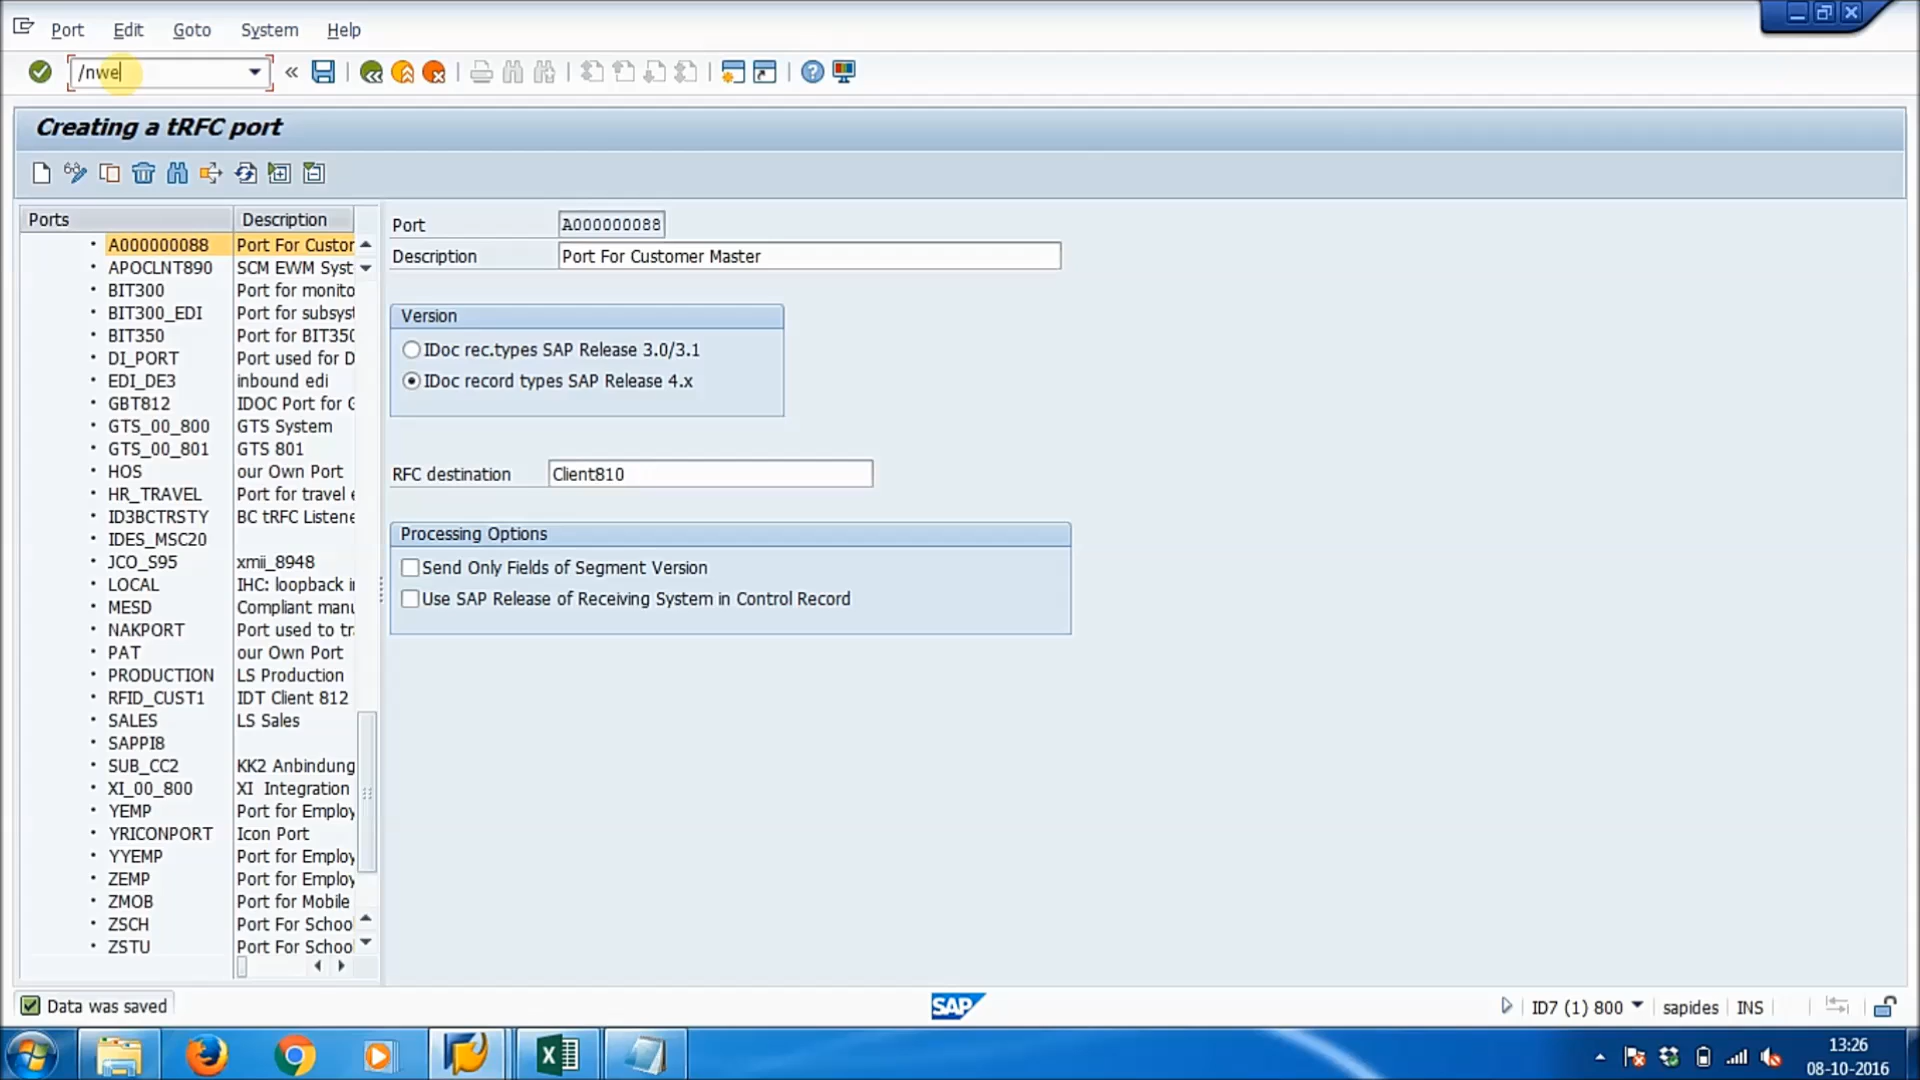 Port Edit Goto System Help
/nwe
Creating a tRFC port
Ports Description
A000000088 Port For Custor
APOCLNT890 SCM EWM Syst
BIT300 Port for monito
BIT300_EDI Port for subsyst
BIT350 Port for BIT350
DI_PORT Port used for D
EDI_DE3 inbound edi
GBT812 IDOC Port for G
GTS_00_800 GTS System
GTS_00_801 GTS 801
HOS our Own Port
HR_TRAVEL Port for travel e
ID3BCTRSTY BC tRFC Listene
IDES_MSC20
JCO_S95 xmii_8948
LOCAL IHC: loopback i
MESD Compliant manu
NAKPORT Port used to tr
PAT our Own Port
PRODUCTION LS Production
RFID_CUST1 IDT Client 812
SALES LS Sales
SAPPI8
SUB_CC2 KK2 Anbindung
XI_00_800 XI Integration
YEMP Port for Employ
YRICONPORT Icon Port
YYEMP Port for Employ
ZEMP Port for Employ
ZMOB Port for Mobile
ZSCH Port For Schoo
ZSTU Port For Schoo
Port A000000088
Description Port For Customer Master
Version
IDoc rec.types SAP Release 3.0/3.1
IDoc record types SAP Release 4.x
RFC destination Client810
Processing Options
Send Only Fields of Segment Version
Use SAP Release of Receiving System in Control Record
Data was saved
SAP
ID7 (1) 800 sapides INS
13:26
08-10-2016